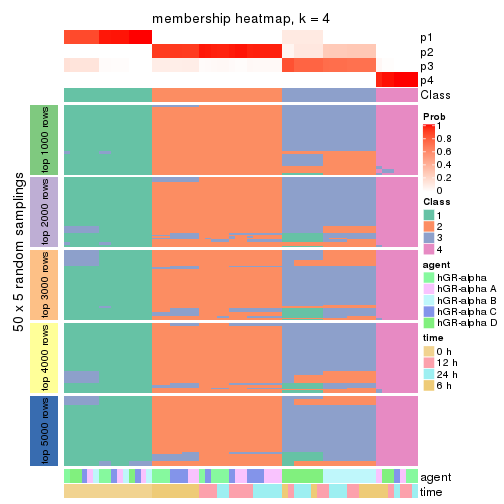 membership heatmap, k = 4
p1
p2
p3
p4
Class
50 x 5 random samplings
top 1000 rows
top 2000 rows
top 3000 rows
top 4000 rows
top 5000 rows
Prob
1
0.8
0.6
0.4
0.2
0
Class
1
2
3
4
agent
hGR-alpha
hGR-alpha A
hGR-alpha B
hGR-alpha C
hGR-alpha D
time
0 h
12 h
24 h
6 h
agent
time